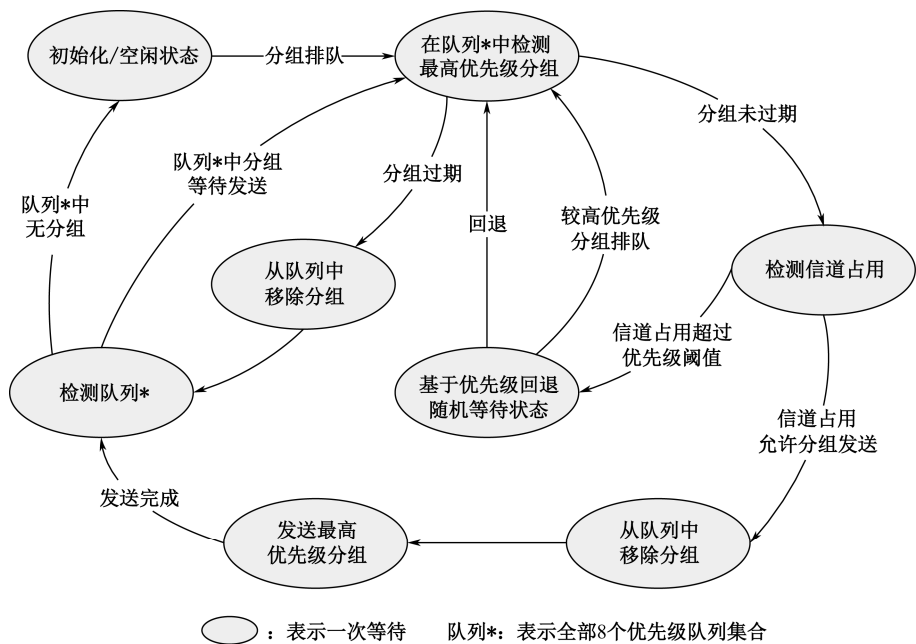 初始化/空闲状态
分组排队
在队列*中检测
最高优先级分组
分组未过期
队列*中分组
等待发送
分组过期
队列*中
无分组
回退
较高优先级
分组排队
从队列中
移除分组
检测信道占用
信道占用超过
优先级阈值
检测队列*
基于优先级回退
随机等待状态
信道占用
允许分组发送
发送完成
发送最高
优先级分组
从队列中
移除分组
：表示一次等待 队列*：表示全部8个优先级队列集合